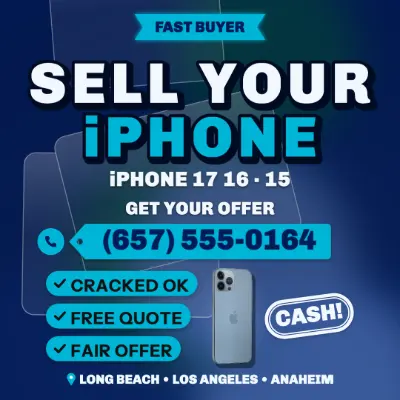 FAST BUYER
SELL YOUR
iPHONE
iPHONE 17 16 · 15
GET YOUR OFFER
(657) 555-0164
CRACKED OK
FREE QUOTE
FAIR OFFER
CASH!
LONG BEACH • LOS ANGELES • ANAHEIM